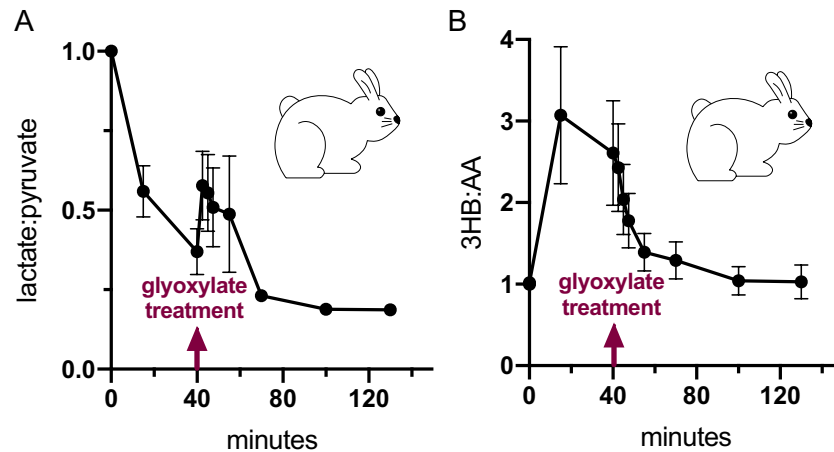 A
1.0
0.5
0.0
lactate:pyruvate
glyoxylate
treatment
0
40
80
120
minutes
B
4
3
2
1
0
3HB:AA
glyoxylate
treatment
0
40
80
120
minutes